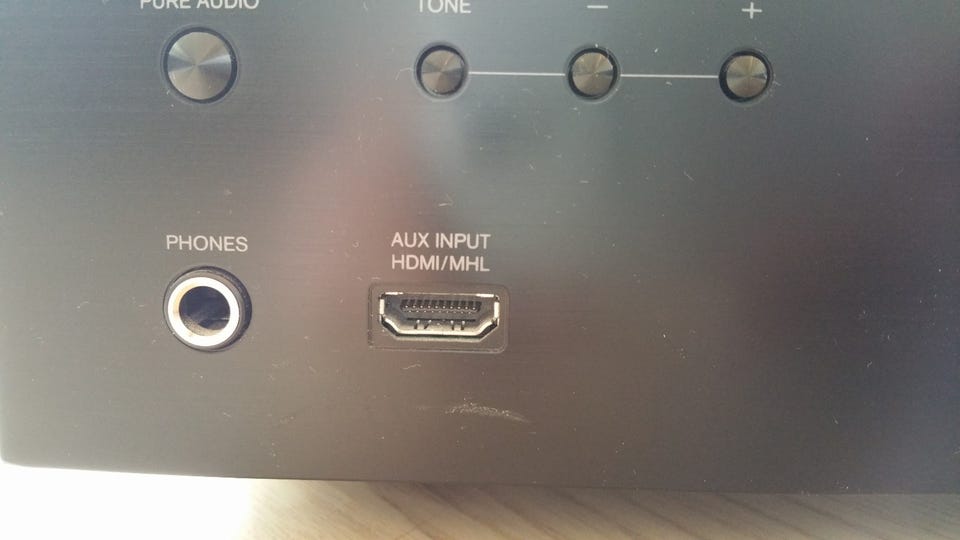 PURE AUDIO
TONE
−
+
PHONES
AUX INPUT
HDMI/MHL